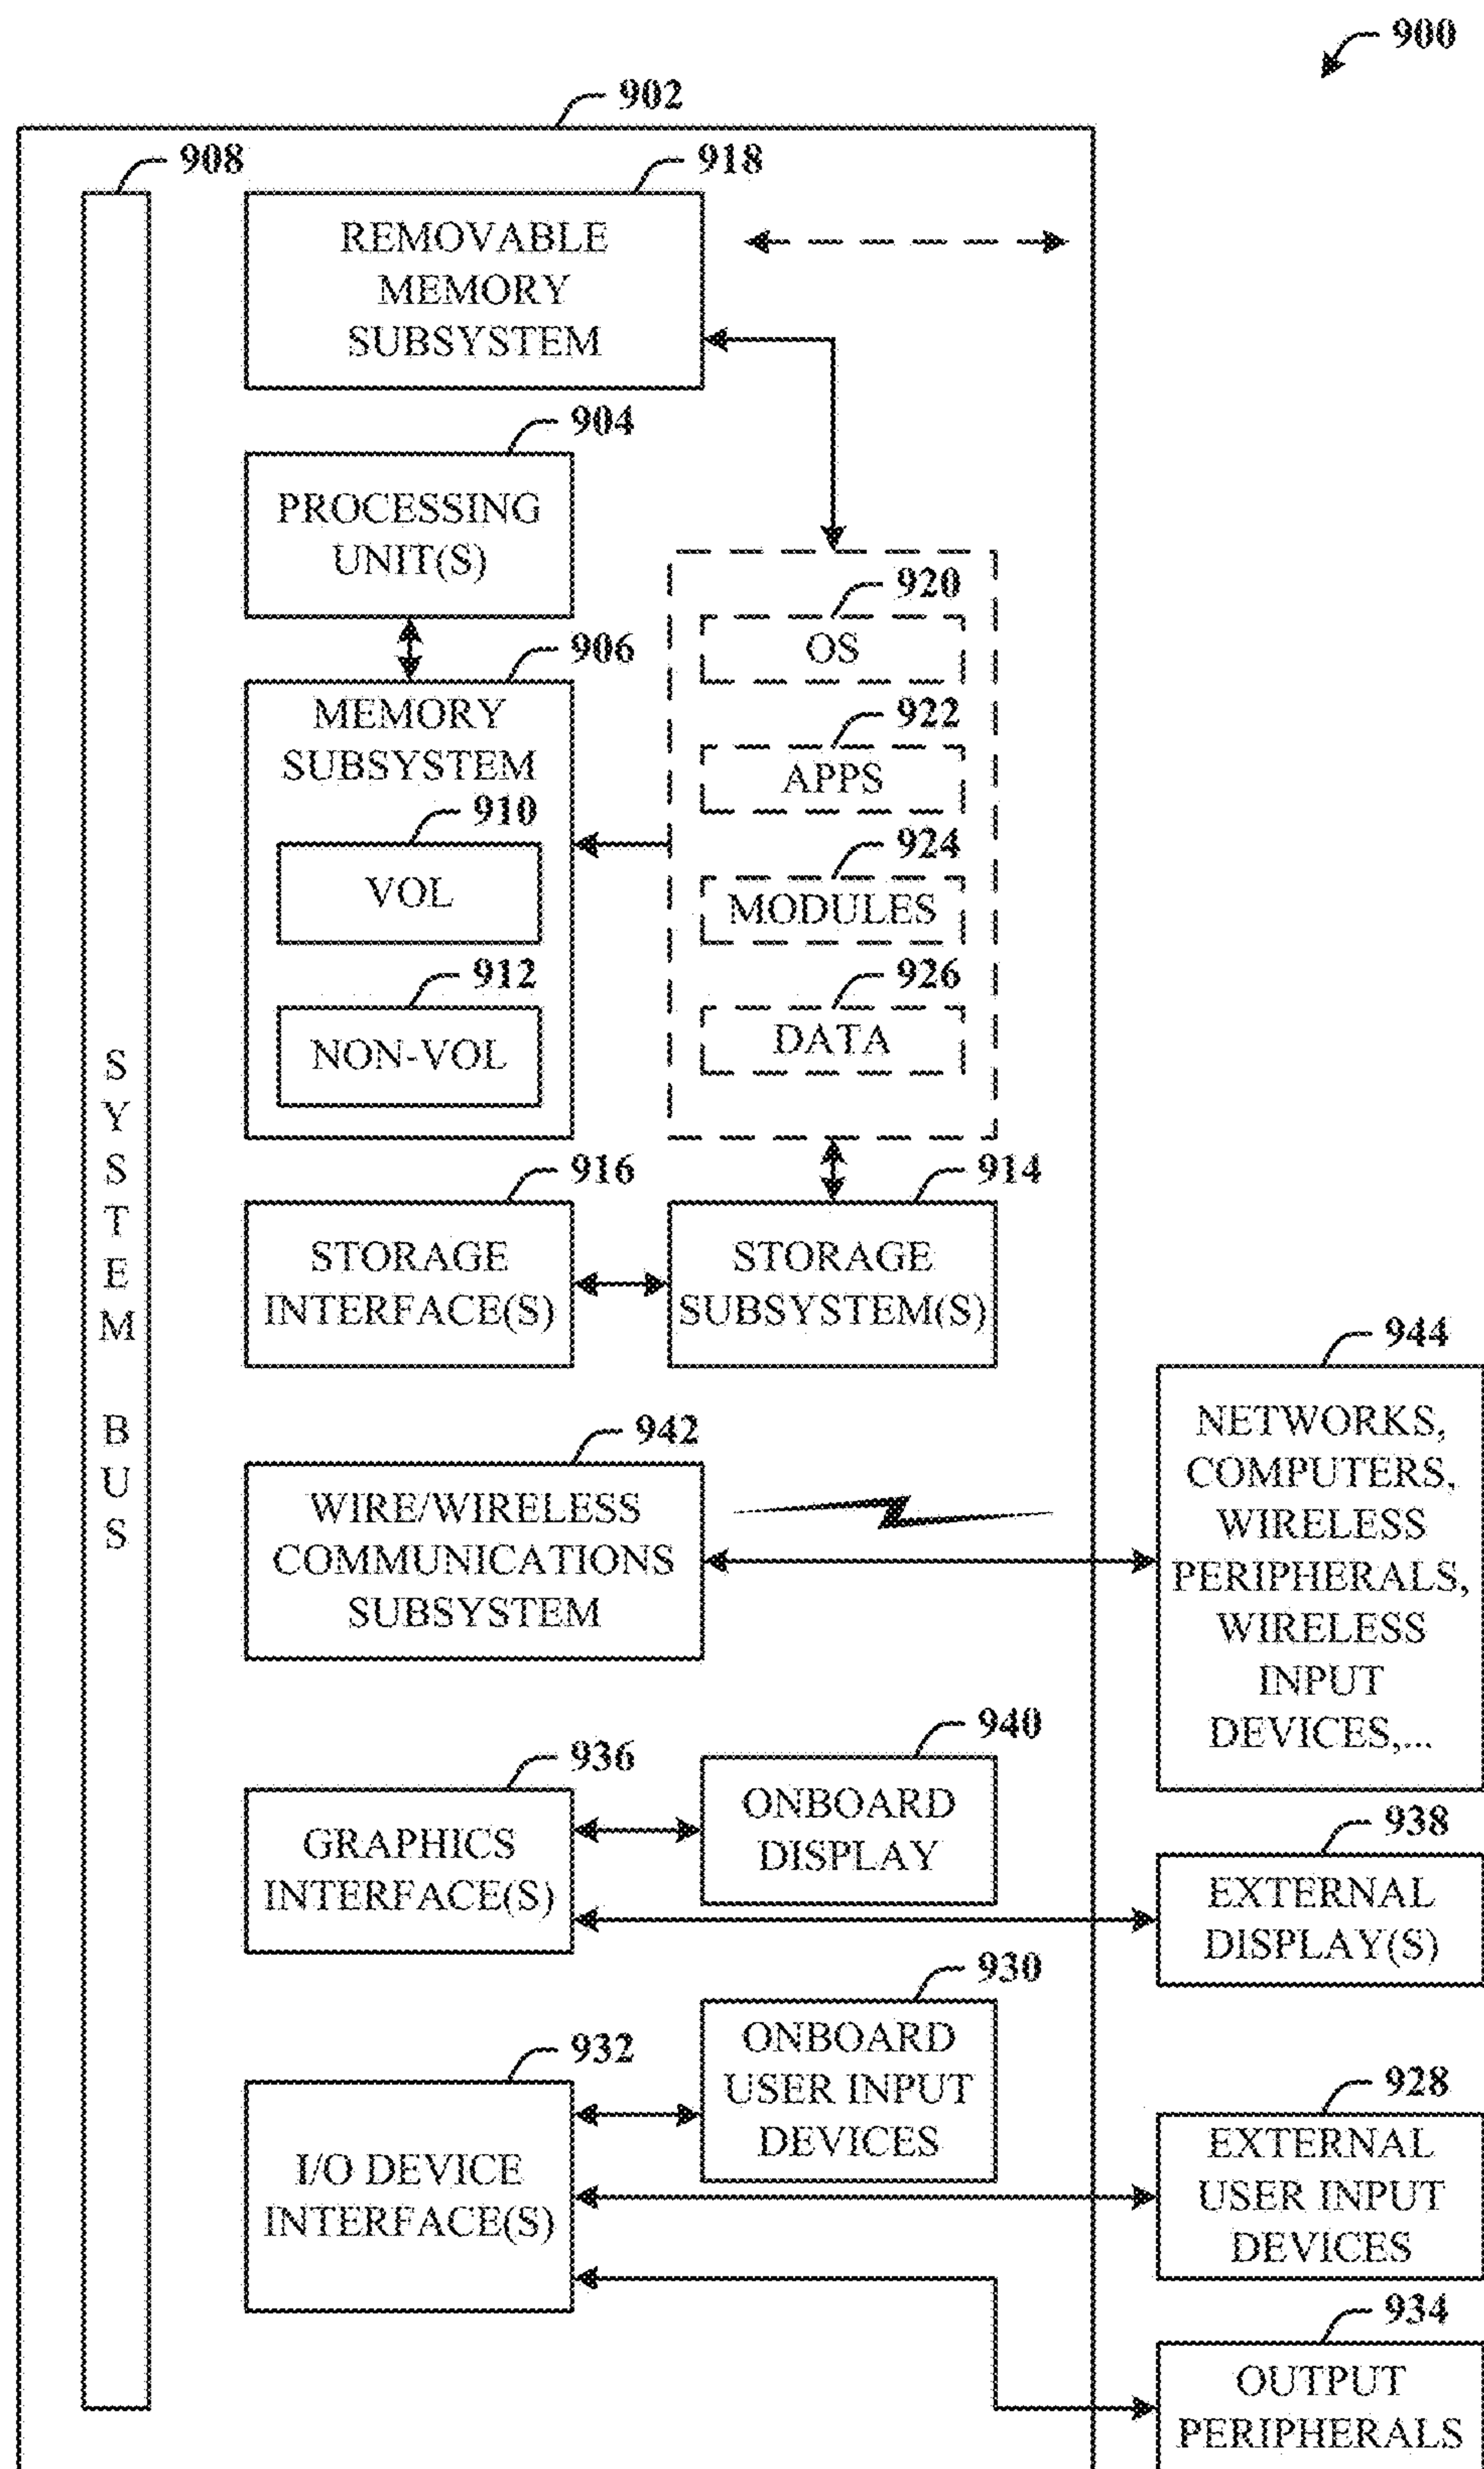 900
902
908
918
REMOVABLE
MEMORY
SUBSYSTEM
904
PROCESSING
UNIT(S)
920
OS
906
MEMORY
SUBSYSTEM
922
APPS
910
VOL
924
MODULES
912
NON-VOL
926
DATA
SYSTEM BUS
916
STORAGE
INTERFACE(S)
914
STORAGE
SUBSYSTEM(S)
944
NETWORKS,
COMPUTERS,
WIRELESS
PERIPHERALS,
WIRELESS
INPUT
DEVICES,...
942
WIRE/WIRELESS
COMMUNICATIONS
SUBSYSTEM
936
GRAPHICS
INTERFACE(S)
940
ONBOARD
DISPLAY
938
EXTERNAL
DISPLAY(S)
930
ONBOARD
USER INPUT
DEVICES
932
I/O DEVICE
INTERFACE(S)
928
EXTERNAL
USER INPUT
DEVICES
934
OUTPUT
PERIPHERALS